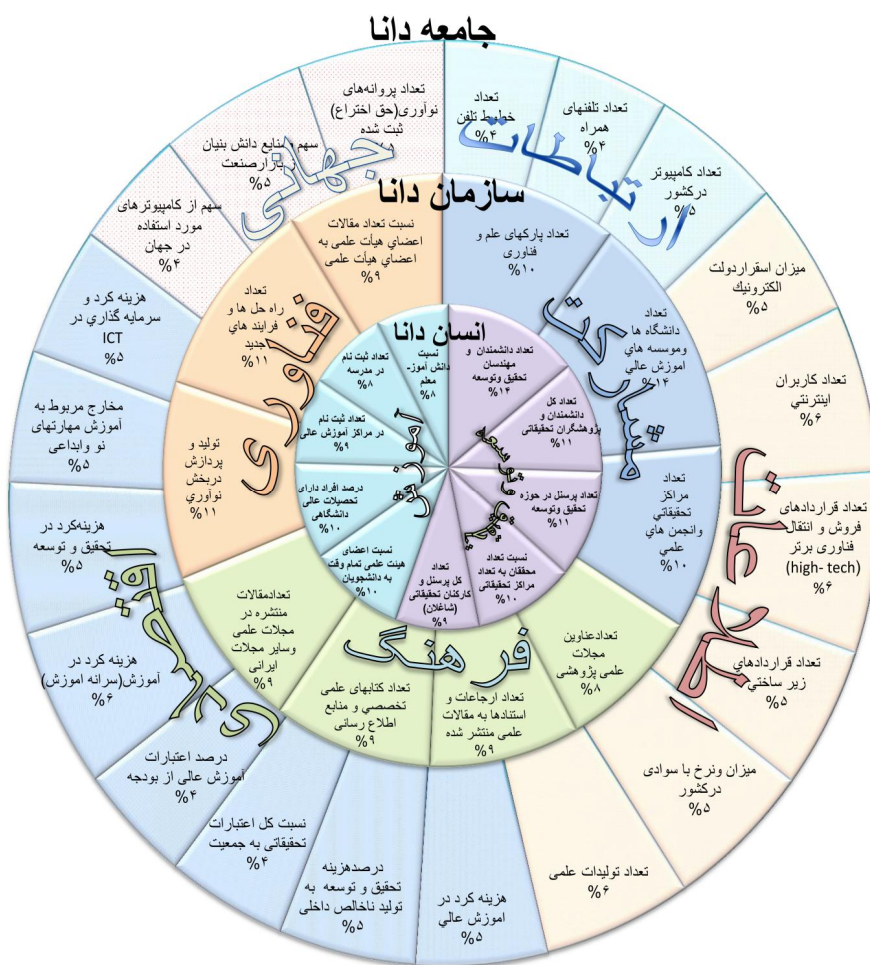 جامعه دانا
تعداد
خطوط تلفن
%۴
تعداد تلفنهای
همراه
%۴
تعداد کامپیوتر
درکشور
%۵
ارتباطات
میزان اسقراردولت
الکترونیك
%۵
تعداد کاربران
اینترنتي
%۶
تعداد قراردادهای
فروش و انتقال
فناوری برتر
(high- tech)
%۶
تعداد قراردادهاي
زیر ساختي
%۵
میزان ونرخ با سوادی
درکشور
%۵
تعداد تولیدات علمی
%۶
اطلاعات
هزینه کرد در
اموزش عالي
%۵
درصدهزینه
تحقیق و توسعه به
تولید ناخالص داخلی
%۵
نسبت کل اعتبارات
تحقیقاتی به جمعیت
%۴
درصد اعتبارات
آموزش عالی از بودجه
%۴
هزینه کرد در
آموزش(سرانه اموزش)
%۶
هزینه‌کرد در
تحقیق و توسعه
%۵
مخارج مربوط به
آموزش مهارتهای
نو وابداعی
%۵
هزینه کرد و
سرمایه گذاري در
ICT
%۵
اقتصادی
سهم از کامپیوترهای
مورد استفاده
در جهان
%۴
سهم صنایع دانش بنیان
بازارصنعت
%۵
تعداد پروانه‌های
نوآوری(حق اختراع)
ثبت شده
جهانی
سازمان دانا
تعداد پارکهای علم و
فناوری
%۱۰
تعداد
دانشگاه ها
وموسسه هاي
اموزش عالي
%۱۴
تعداد
مراکز
تحقیقاتي
وانجمن های
علمی
%۱۰
مشارکت
تعدادعناوین
مجلات
علمی پژوهشی
%۸
تعداد ارجاعات و
استنادها به مقالات
علمی منتشر شده
%۹
تعداد کتابهای علمی
تخصصي و منابع
اطلاع رسانی
%۹
تعدادمقالات
منتشره در
مجلات علمی
وسایر مجلات
ایرانی
%۹
فرهنگ
تولید و
پردازش
دربخش
نوآوري
%۱۱
تعداد
راه حل ها و
فرایند هاي
جدید
%۱۱
نسبت تعداد مقالات
اعضاي هیأت علمی به
اعضاي هیأت علمی
%۹
فناوری
انسان دانا
تعداد دانشمندان و
مهندسان
تحقیق وتوسعه
%۱۴
تعداد کل
دانشمندان و
پژوهشگران تحقیقاتی
%۱۱
تعداد پرسنل در حوزه
تحقیق وتوسعه
%۱۱
نسبت تعداد
محققان به تعداد
مراکز تحقیقاتی
%۱۰
تعداد
کل پرسنل و
کارکنان تحقیقاتی
(شاغلان)
%۹
تحقیق وتوسعه
نسبت اعضای
هیئت علمی تمام وقت
به دانشجویان
%۱۰
درصد افراد دارای
تحصیلات عالی
دانشگاهی
%۱۰
تعداد ثبت نام
در مراکز آموزش عالی
%۹
تعداد ثبت نام
در مدرسه
%۸
نسبت
دانش آموز-
معلم
%۸
آموزش